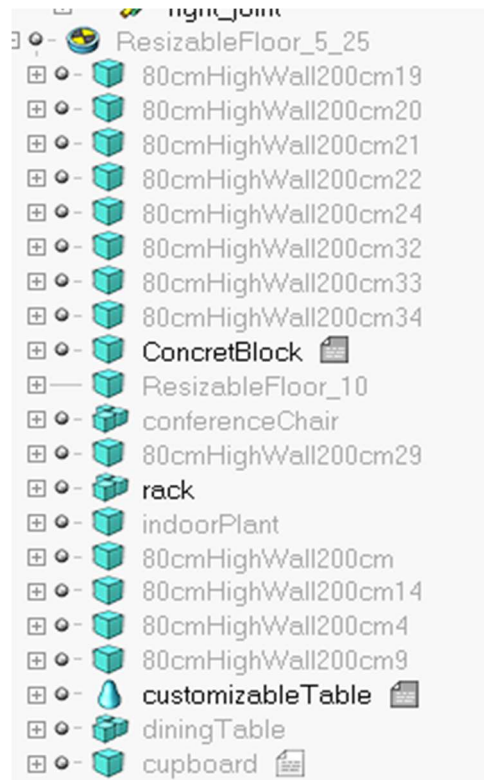 right_joint
ResizableFloor_5_25
80cmHighWall200cm19
80cmHighWall200cm20
80cmHighWall200cm21
80cmHighWall200cm22
80cmHighWall200cm24
80cmHighWall200cm32
80cmHighWall200cm33
80cmHighWall200cm34
ConcretBlock
ResizableFloor_10
conferenceChair
80cmHighWall200cm29
rack
indoorPlant
80cmHighWall200cm
80cmHighWall200cm14
80cmHighWall200cm4
80cmHighWall200cm9
customizableTable
diningTable
cupboard